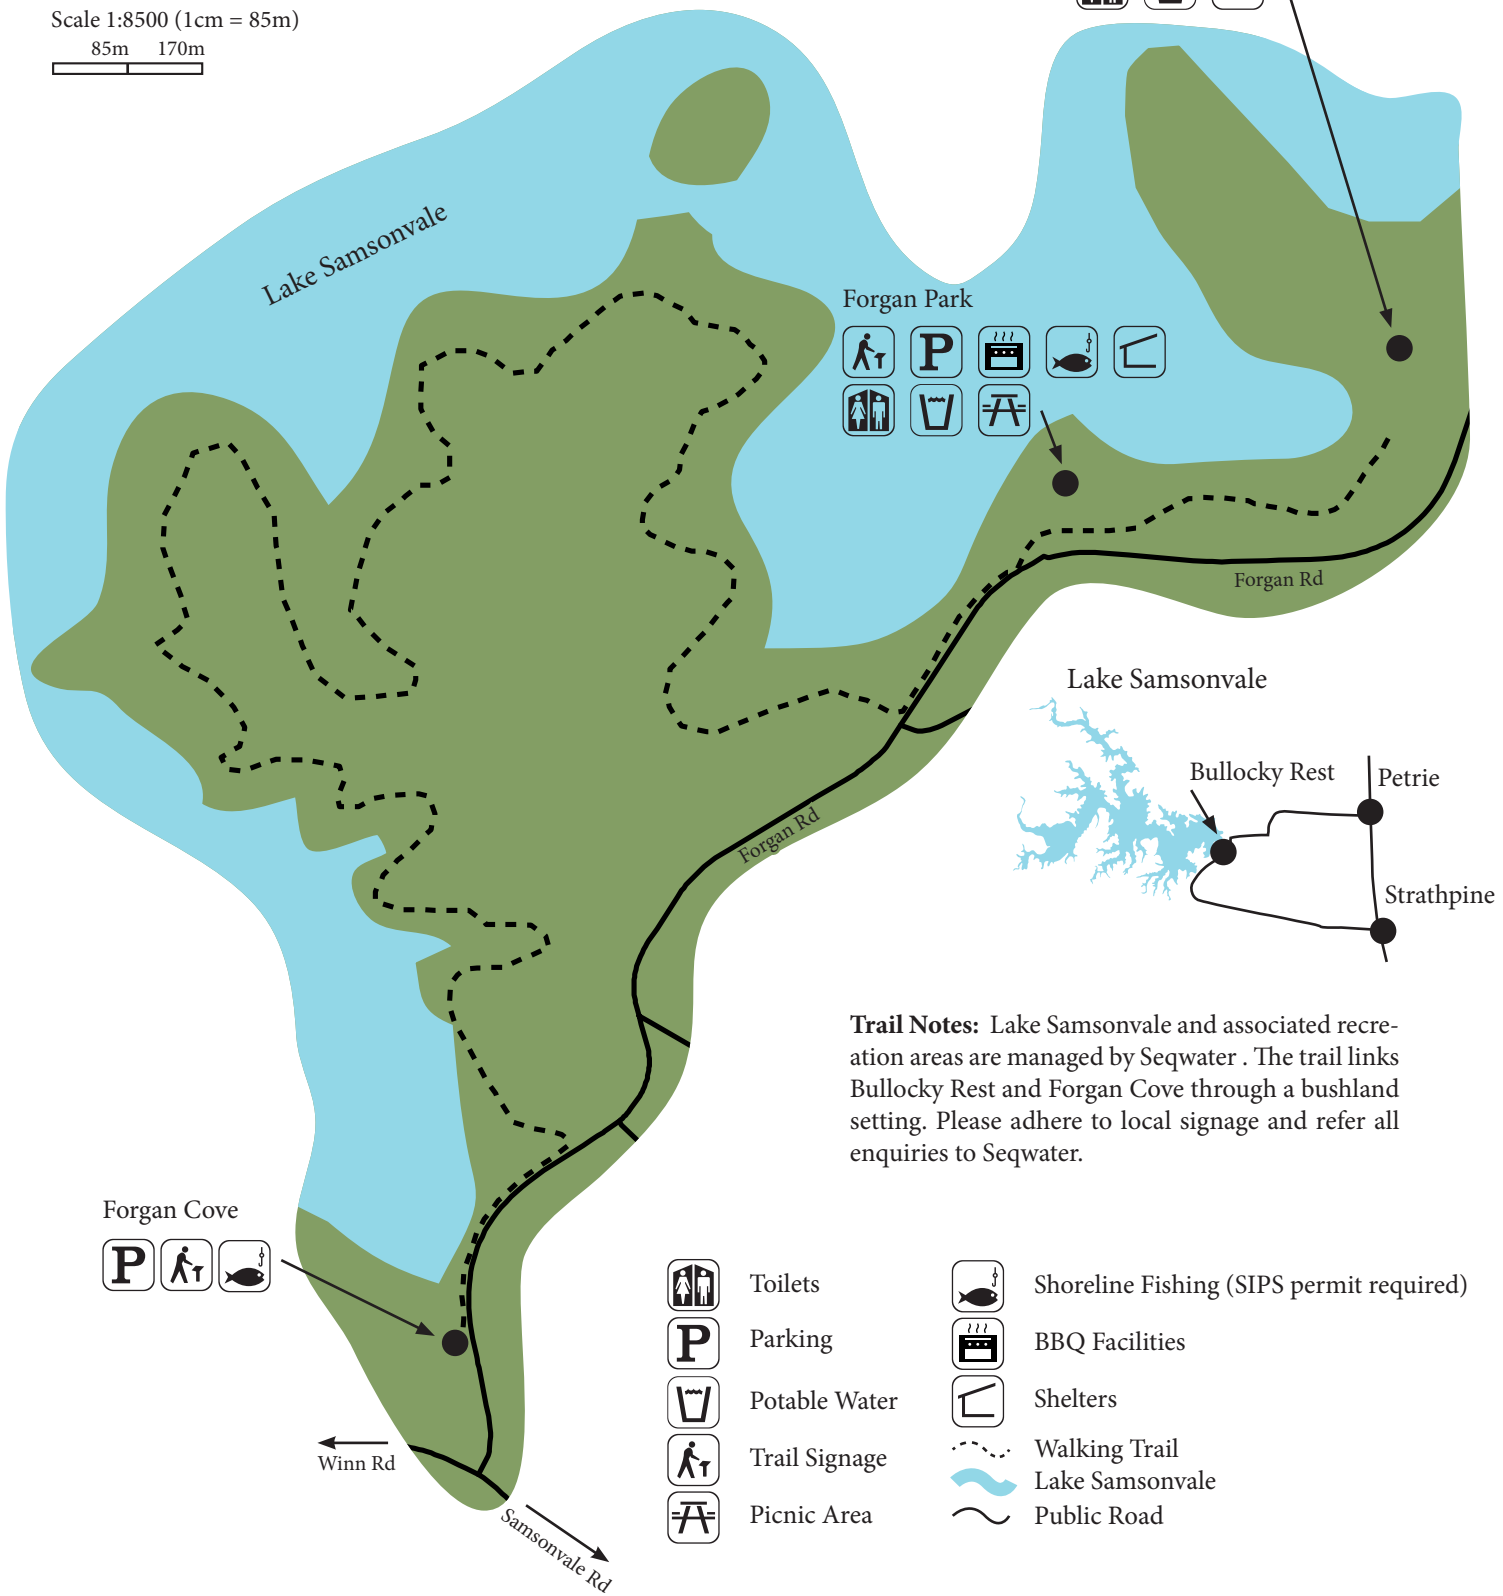 Scale 1:8500 (1cm = 85m)
85m 170m
Lake Samsonvale
Forgan Park
P
Forgan Rd
Lake Samsonvale
Bullocky Rest
Petrie
Strathpine
Forgan Rd
Trail Notes: Lake Samsonvale and associated recre-
ation areas are managed by Seqwater . The trail links
Bullocky Rest and Forgan Cove through a bushland
setting. Please adhere to local signage and refer all
enquiries to Seqwater.
Forgan Cove
P
Winn Rd
Samsonvale Rd
Toilets
P Parking
Potable Water
Trail Signage
Picnic Area
Shoreline Fishing (SIPS permit required)
BBQ Facilities
Shelters
Walking Trail
Lake Samsonvale
Public Road